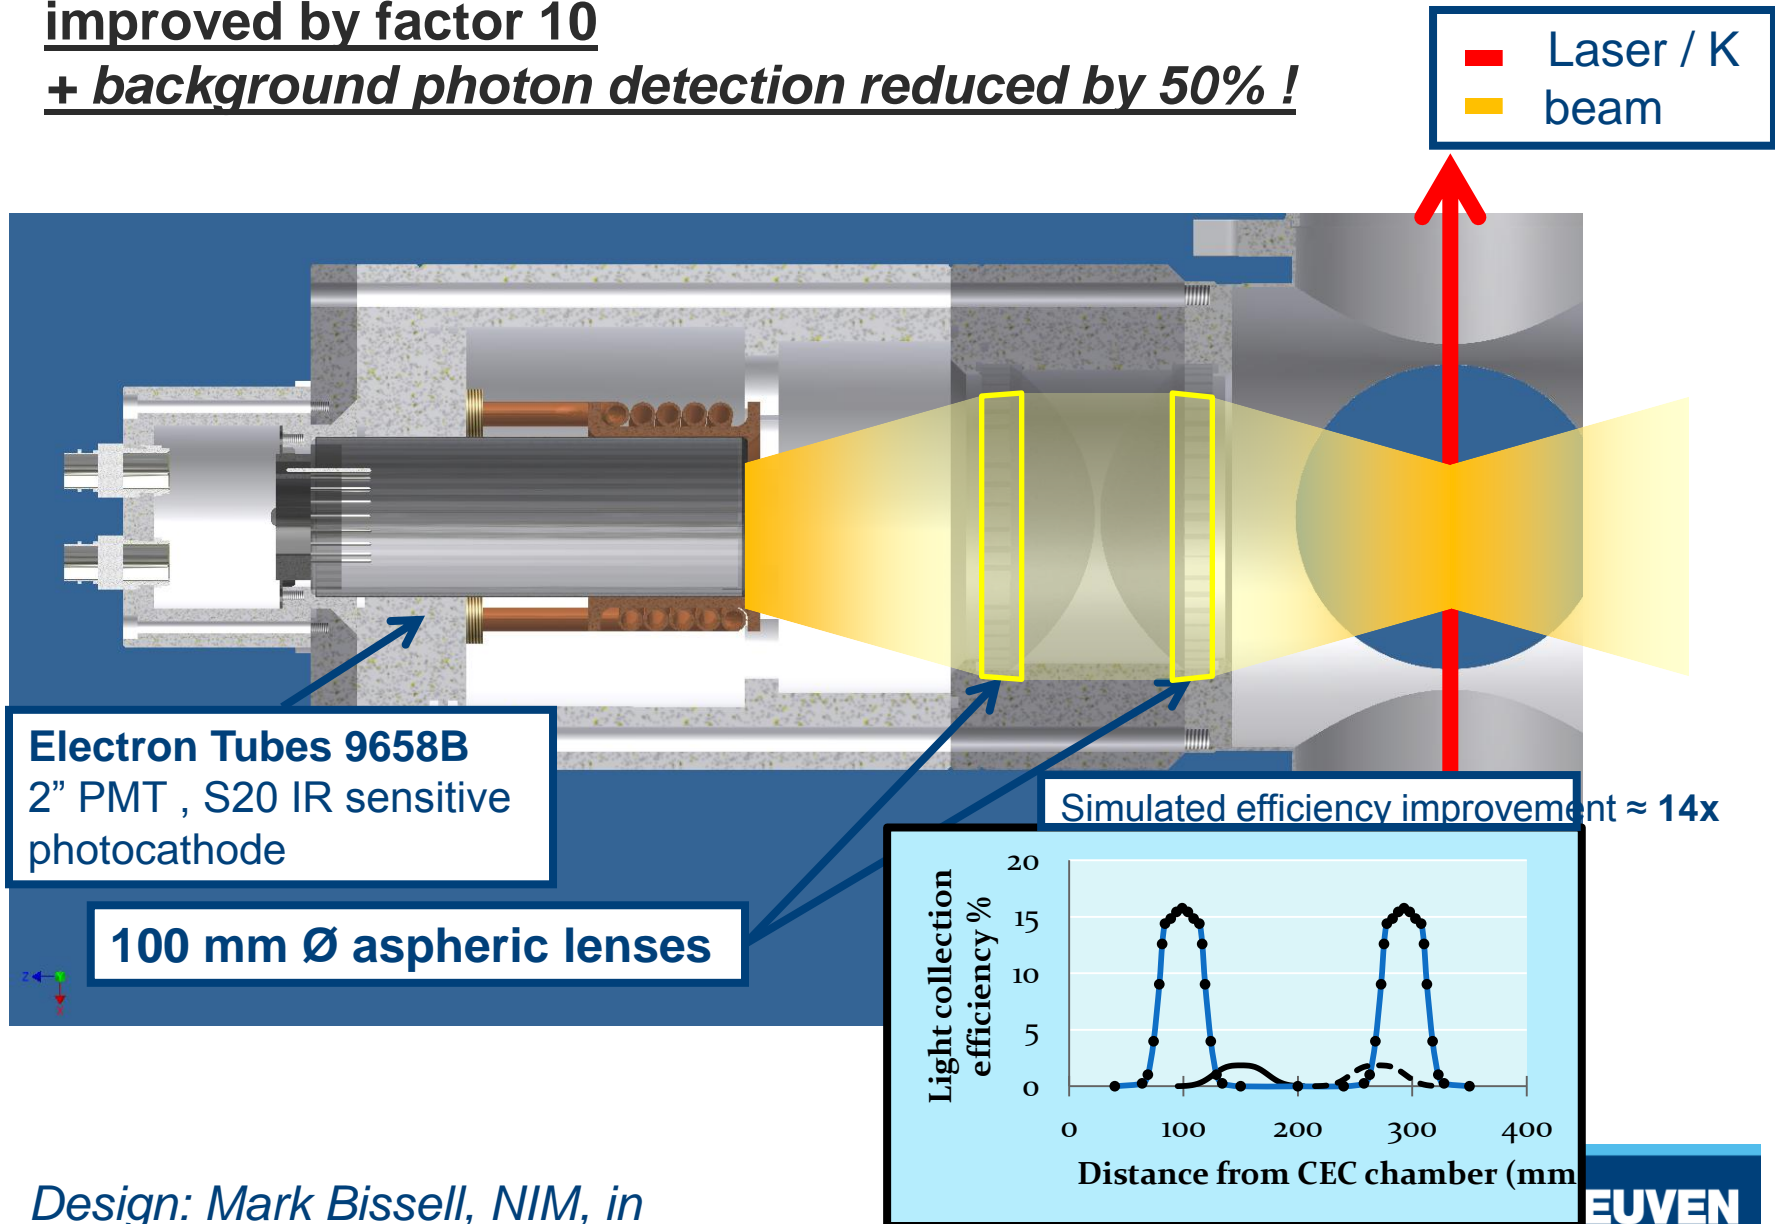 improved by factor 10
+ background photon detection reduced by 50% !
Laser / K
beam
Electron Tubes 9658B
2” PMT , S20 IR sensitive
photocathode
100 mm Ø aspheric lenses
Simulated efficiency improvement ≈ 14x
Light collection
efficiency %
20
15
10
5
0
0 100 200 300 400
Distance from CEC chamber (mm
z
x
Design: Mark Bissell, NIM, in
EUVEN